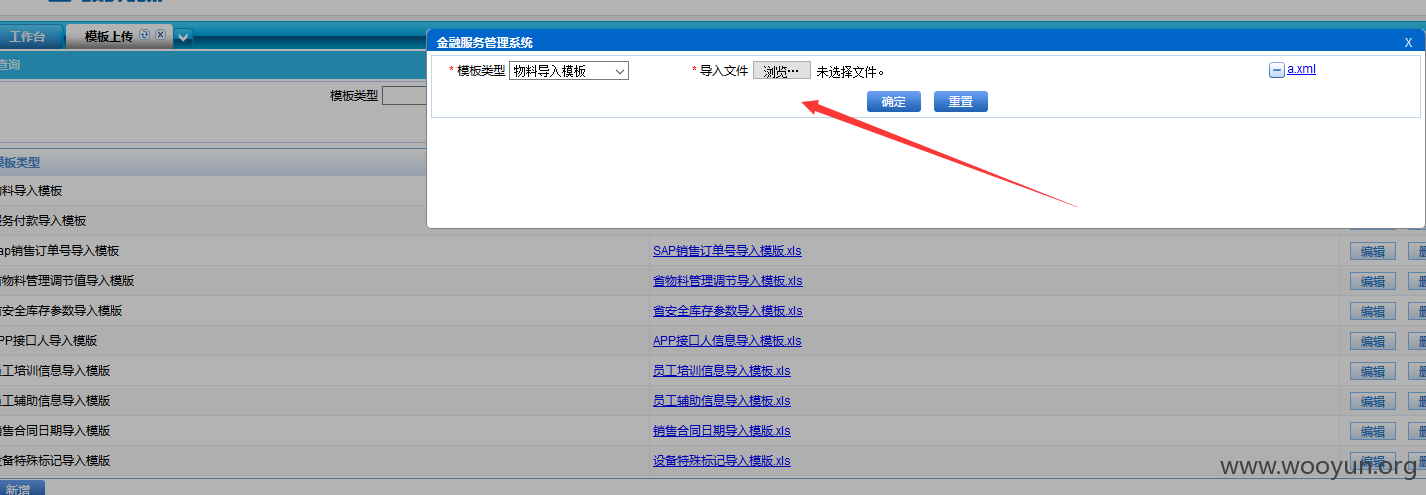 工作台 模板上传
金融服务管理系统 X
查询
* 模板类型 物料导入模板 * 导入文件 浏览… 未选择文件。 a.xml
模板类型
确定 重置
模板类型
料导入模板
务付款导入模板
ap销售订单号导入模板 SAP销售订单号导入模版.xls 编辑
物料管理调节值导入模版 省物料管理调节导入模板.xls 编辑
安全库存参数导入模版 省安全库存参数导入模板.xls 编辑
PP接口人导入模版 APP接口人信息导入模板.xls 编辑
工培训信息导入模版 员工培训信息导入模板.xls 编辑
工辅助信息导入模版 员工辅助信息导入模板.xls 编辑
售合同日期导入模版 销售合同日期导入模版.xls 编辑
备特殊标记导入模版 设备特殊标记导入模版.xls 编辑
www.wooyun.org
新增